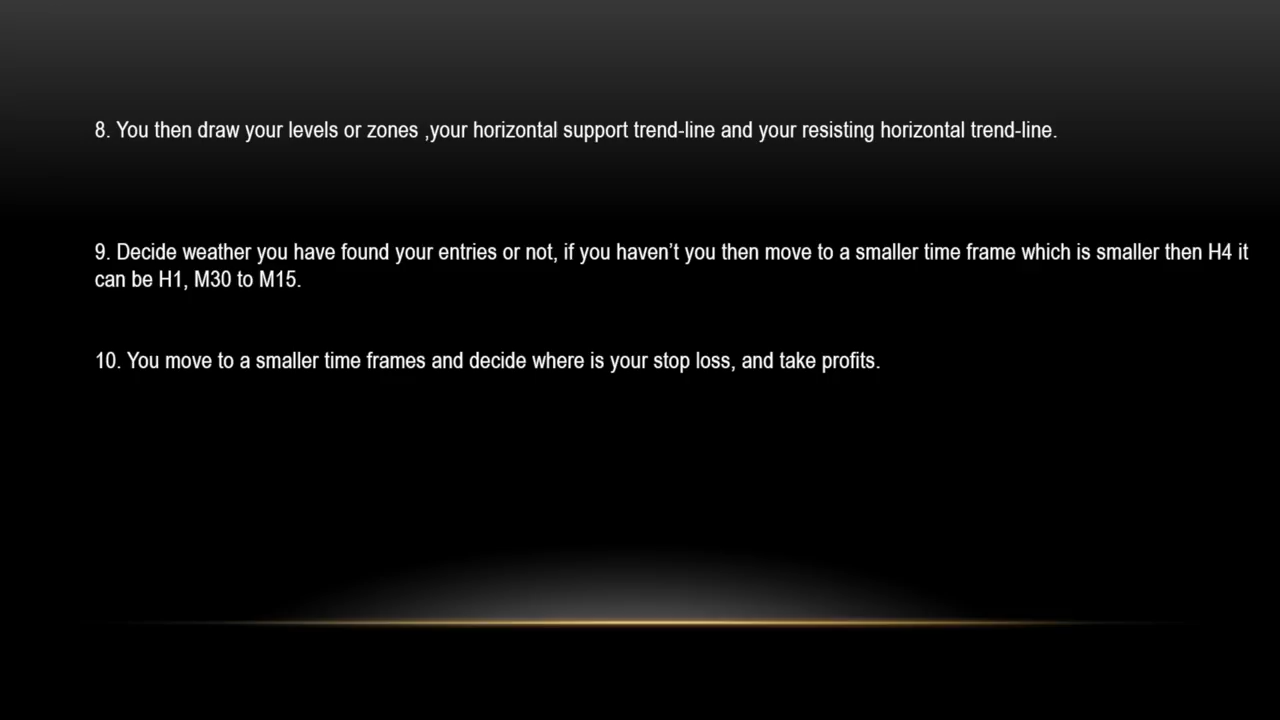 8. You then draw your levels or zones ,your horizontal support trend-line and your resisting horizontal trend-line.
9. Decide weather you have found your entries or not, if you haven’t you then move to a smaller time frame which is smaller then H4 it
can be H1, M30 to M15.
10. You move to a smaller time frames and decide where is your stop loss, and take profits.